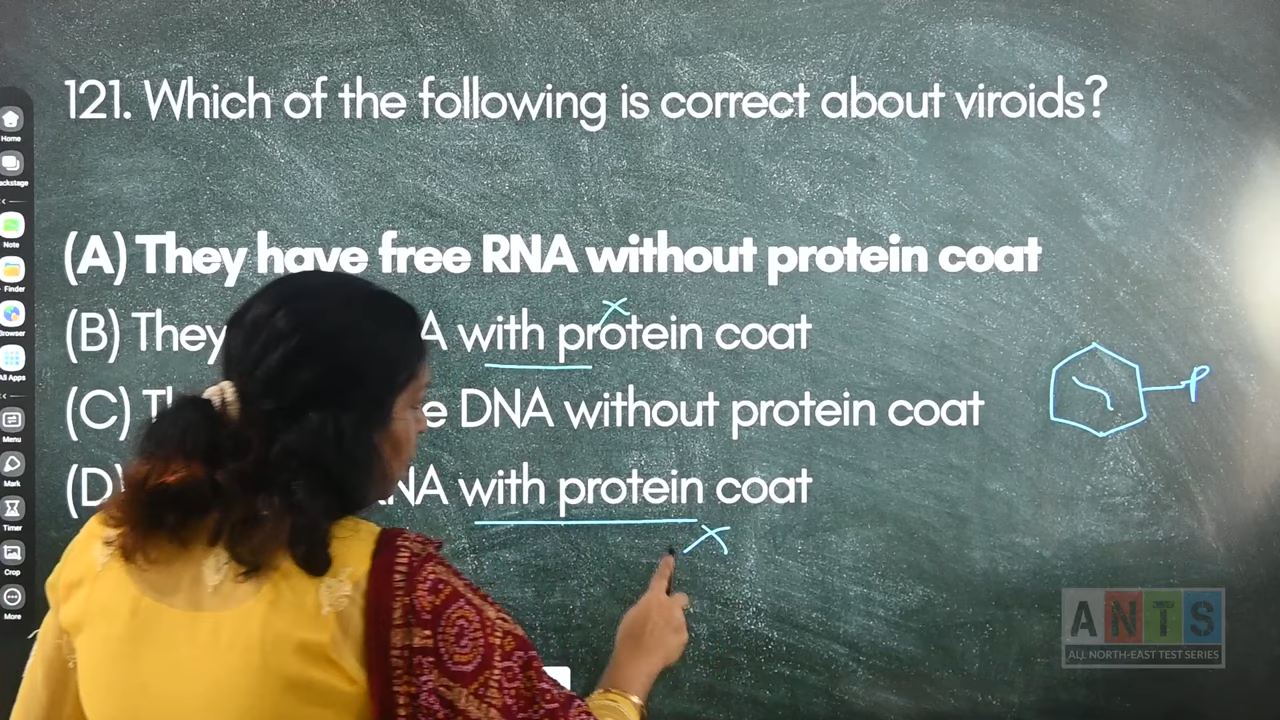 121. Which of the following is correct about viroids?
(A) They have free RNA without protein coat
(B) They A with protein coat
(C) DNA without protein coat
(D) with protein coat
P
Home
Note
Finder
All Apps
Menu
Mark
Timer
Crop
More
ANTS
ALL NORTH-EAST TEST SERIES